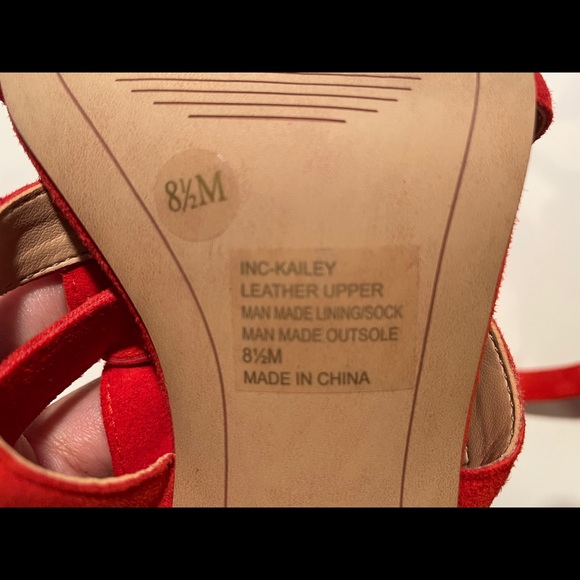 8½M
INC-KAILEY
LEATHER UPPER
MAN MADE LINING/SOCK
MAN MADE OUTSOLE
8½M
MADE IN CHINA